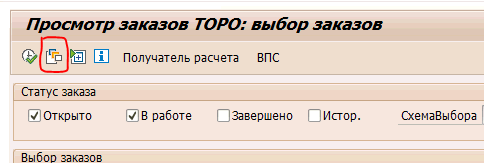 Просмотр заказов ТОРО: выбор заказов
Получатель расчета ВПС
Статус заказа
Открыто В работе Завершено Истор. СхемаВыбора
Выбор заказов